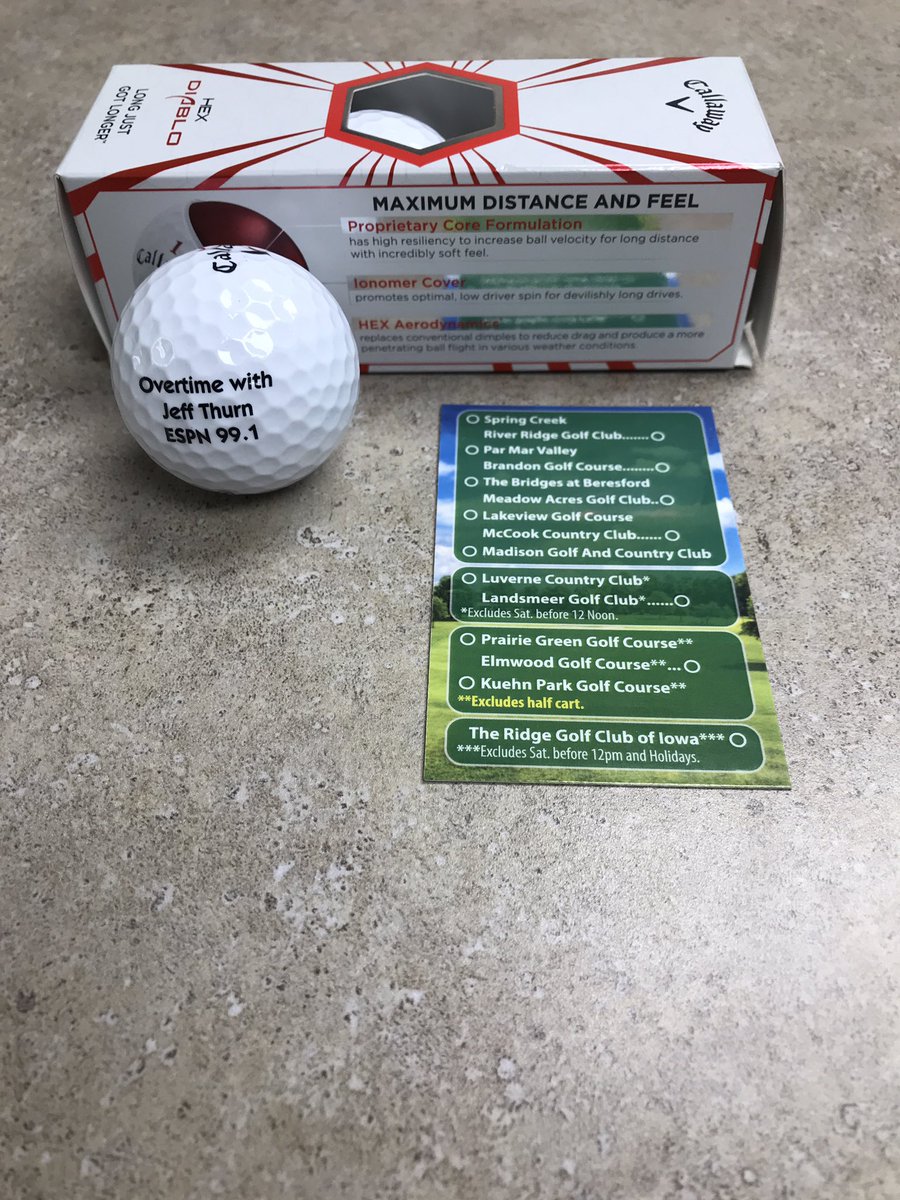 LONG JUST
GOT LONGER
HEX
DIABLO
Callaway
MAXIMUM DISTANCE AND FEEL
Proprietary Core Formulation
has high resiliency to increase ball velocity for long distance
with incredibly soft feel.
Ionomer Cover
promotes optimal, low driver spin for devilishly long drives.
HEX Aerodynamics
replaces conventional dimples to reduce drag and produce a more
penetrating ball flight in various weather conditions.
Overtime with
Jeff Thurn
ESPN 99.1
Spring Creek
River Ridge Golf Club.......
Par Mar Valley
Brandon Golf Course........
The Bridges at Beresford
Meadow Acres Golf Club..
Lakeview Golf Course
McCook Country Club......
Madison Golf And Country Club
Luverne Country Club*
Landsmeer Golf Club*......
*Excludes Sat. before 12 Noon.
Prairie Green Golf Course**
Elmwood Golf Course**...
Kuehn Park Golf Course**
**Excludes half cart.
The Ridge Golf Club of Iowa***
***Excludes Sat. before 12pm and Holidays.